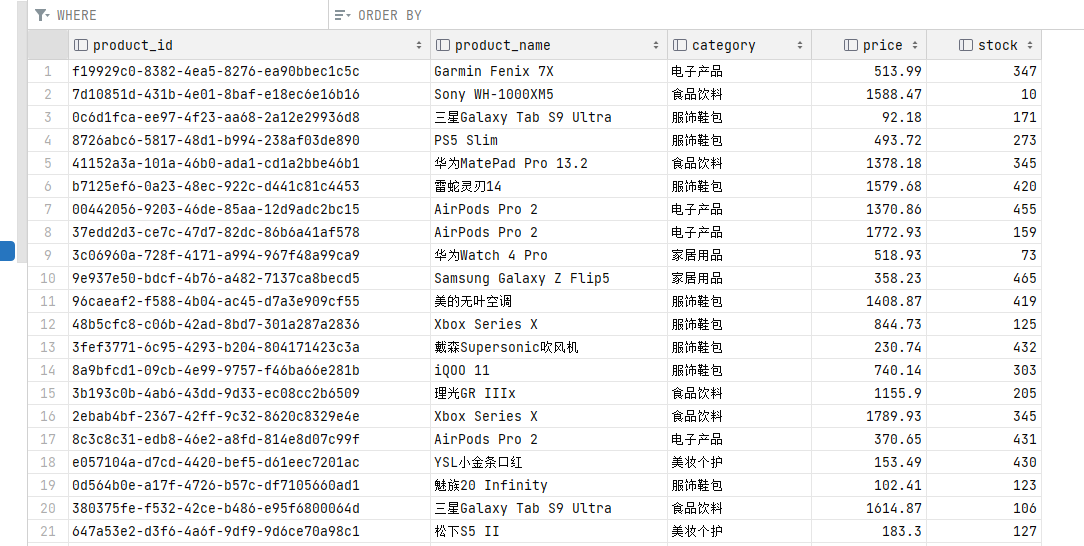 WHERE ORDER BY
product_id product_name category price stock
1 f19929c0-8382-4ea5-8276-ea90bbec1c5c Garmin Fenix 7X 电子产品 513.99 347
2 7d10851d-431b-4e01-8baf-e18ec6e16b16 Sony WH-1000XM5 食品饮料 1588.47 10
3 0c6d1fca-ee97-4f23-aa68-2a12e29936d8 三星Galaxy Tab S9 Ultra 服饰鞋包 92.18 171
4 8726abc6-5817-48d1-b994-238af03de890 PS5 Slim 服饰鞋包 493.72 273
5 41152a3a-101a-46b0-ada1-cd1a2bbe46b1 华为MatePad Pro 13.2 食品饮料 1378.18 345
6 b7125ef6-0a23-48ec-922c-d441c81c4453 雷蛇灵刃14 服饰鞋包 1579.68 420
7 00442056-9203-46de-85aa-12d9adc2bc15 AirPods Pro 2 电子产品 1370.86 455
8 37edd2d3-ce7c-47d7-82dc-86b6a41af578 AirPods Pro 2 电子产品 1772.93 159
9 3c06960a-728f-4171-a994-967f48a99ca9 华为Watch 4 Pro 家居用品 518.93 73
10 9e937e50-bdcf-4b76-a482-7137ca8becd5 Samsung Galaxy Z Flip5 家居用品 358.23 465
11 96caeaf2-f588-4b04-ac45-d7a3e909cf55 美的无叶空调 服饰鞋包 1408.87 419
12 48b5cfc8-c06b-42ad-8bd7-301a287a2836 Xbox Series X 服饰鞋包 844.73 125
13 3fef3771-6c95-4293-b204-804171423c3a 戴森Supersonic吹风机 服饰鞋包 230.74 432
14 8a9bfcd1-09cb-4e99-9757-f46ba66e281b iQOO 11 服饰鞋包 740.14 303
15 3b193c0b-4ab6-43dd-9d33-ec08cc2b6509 理光GR IIIx 食品饮料 1155.9 205
16 2ebab4bf-2367-42ff-9c32-8620c8329e4e Xbox Series X 食品饮料 1789.93 345
17 8c3c8c31-edb8-46e2-a8fd-814e8d07c99f AirPods Pro 2 电子产品 370.65 431
18 e057104a-d7cd-4420-bef5-d61eec7201ac YSL小金条口红 美妆个护 153.49 430
19 0d564b0e-a17f-4726-b57c-df7105660ad1 魅族20 Infinity 服饰鞋包 102.41 123
20 380375fe-f532-42ce-b486-e95f6800064d 三星Galaxy Tab S9 Ultra 食品饮料 1614.87 106
21 647a53e2-d3f6-4a6f-9df9-9d6ce70a98c1 松下S5 II 美妆个护 183.3 127